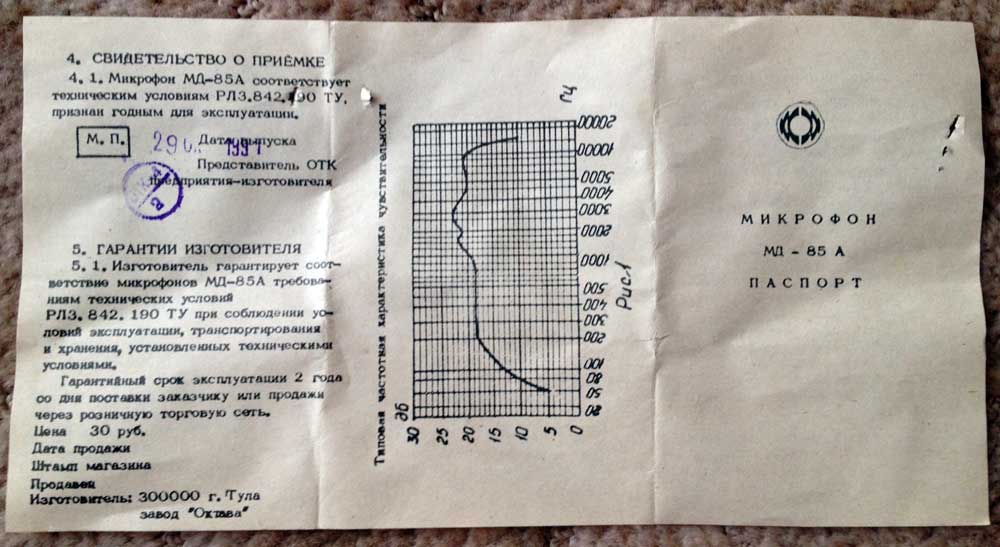 4. СВИДЕТЕЛЬСТВО О ПРИЁМКЕ
4.1. Микрофон МД-85А соответствует
техническим условиям РЛЗ.842.190 ТУ,
признан годным для эксплуатации.
М. П.
Дата выпуска
Представитель ОТК
предприятия-изготовителя
5. ГАРАНТИИ ИЗГОТОВИТЕЛЯ
5.1. Изготовитель гарантирует соот-
ветствие микрофонов МД-85А требова-
ниям технических условий
РЛЗ.842.190 ТУ при соблюдении ус-
ловий эксплуатации, транспортирования
и хранения, установленных техническими
условиями.
Гарантийный срок эксплуатации 2 года
со дня поставки заказчику или продажи
через розничную торговую сеть.
Цена 30 руб.
Дата продажи
Штамп магазина
Продавец
Изготовитель: 300000 г. Тула
завод "Октава"
Типовая частотная характеристика чувствительности
дб
30 25 20 15 10 5 0
20
50
80
100
200
300
400
500
1000
2000
3000
4000
5000
10000
20000
Гц
Рис.1
МИКРОФОН
МД - 85 А
ПАСПОРТ